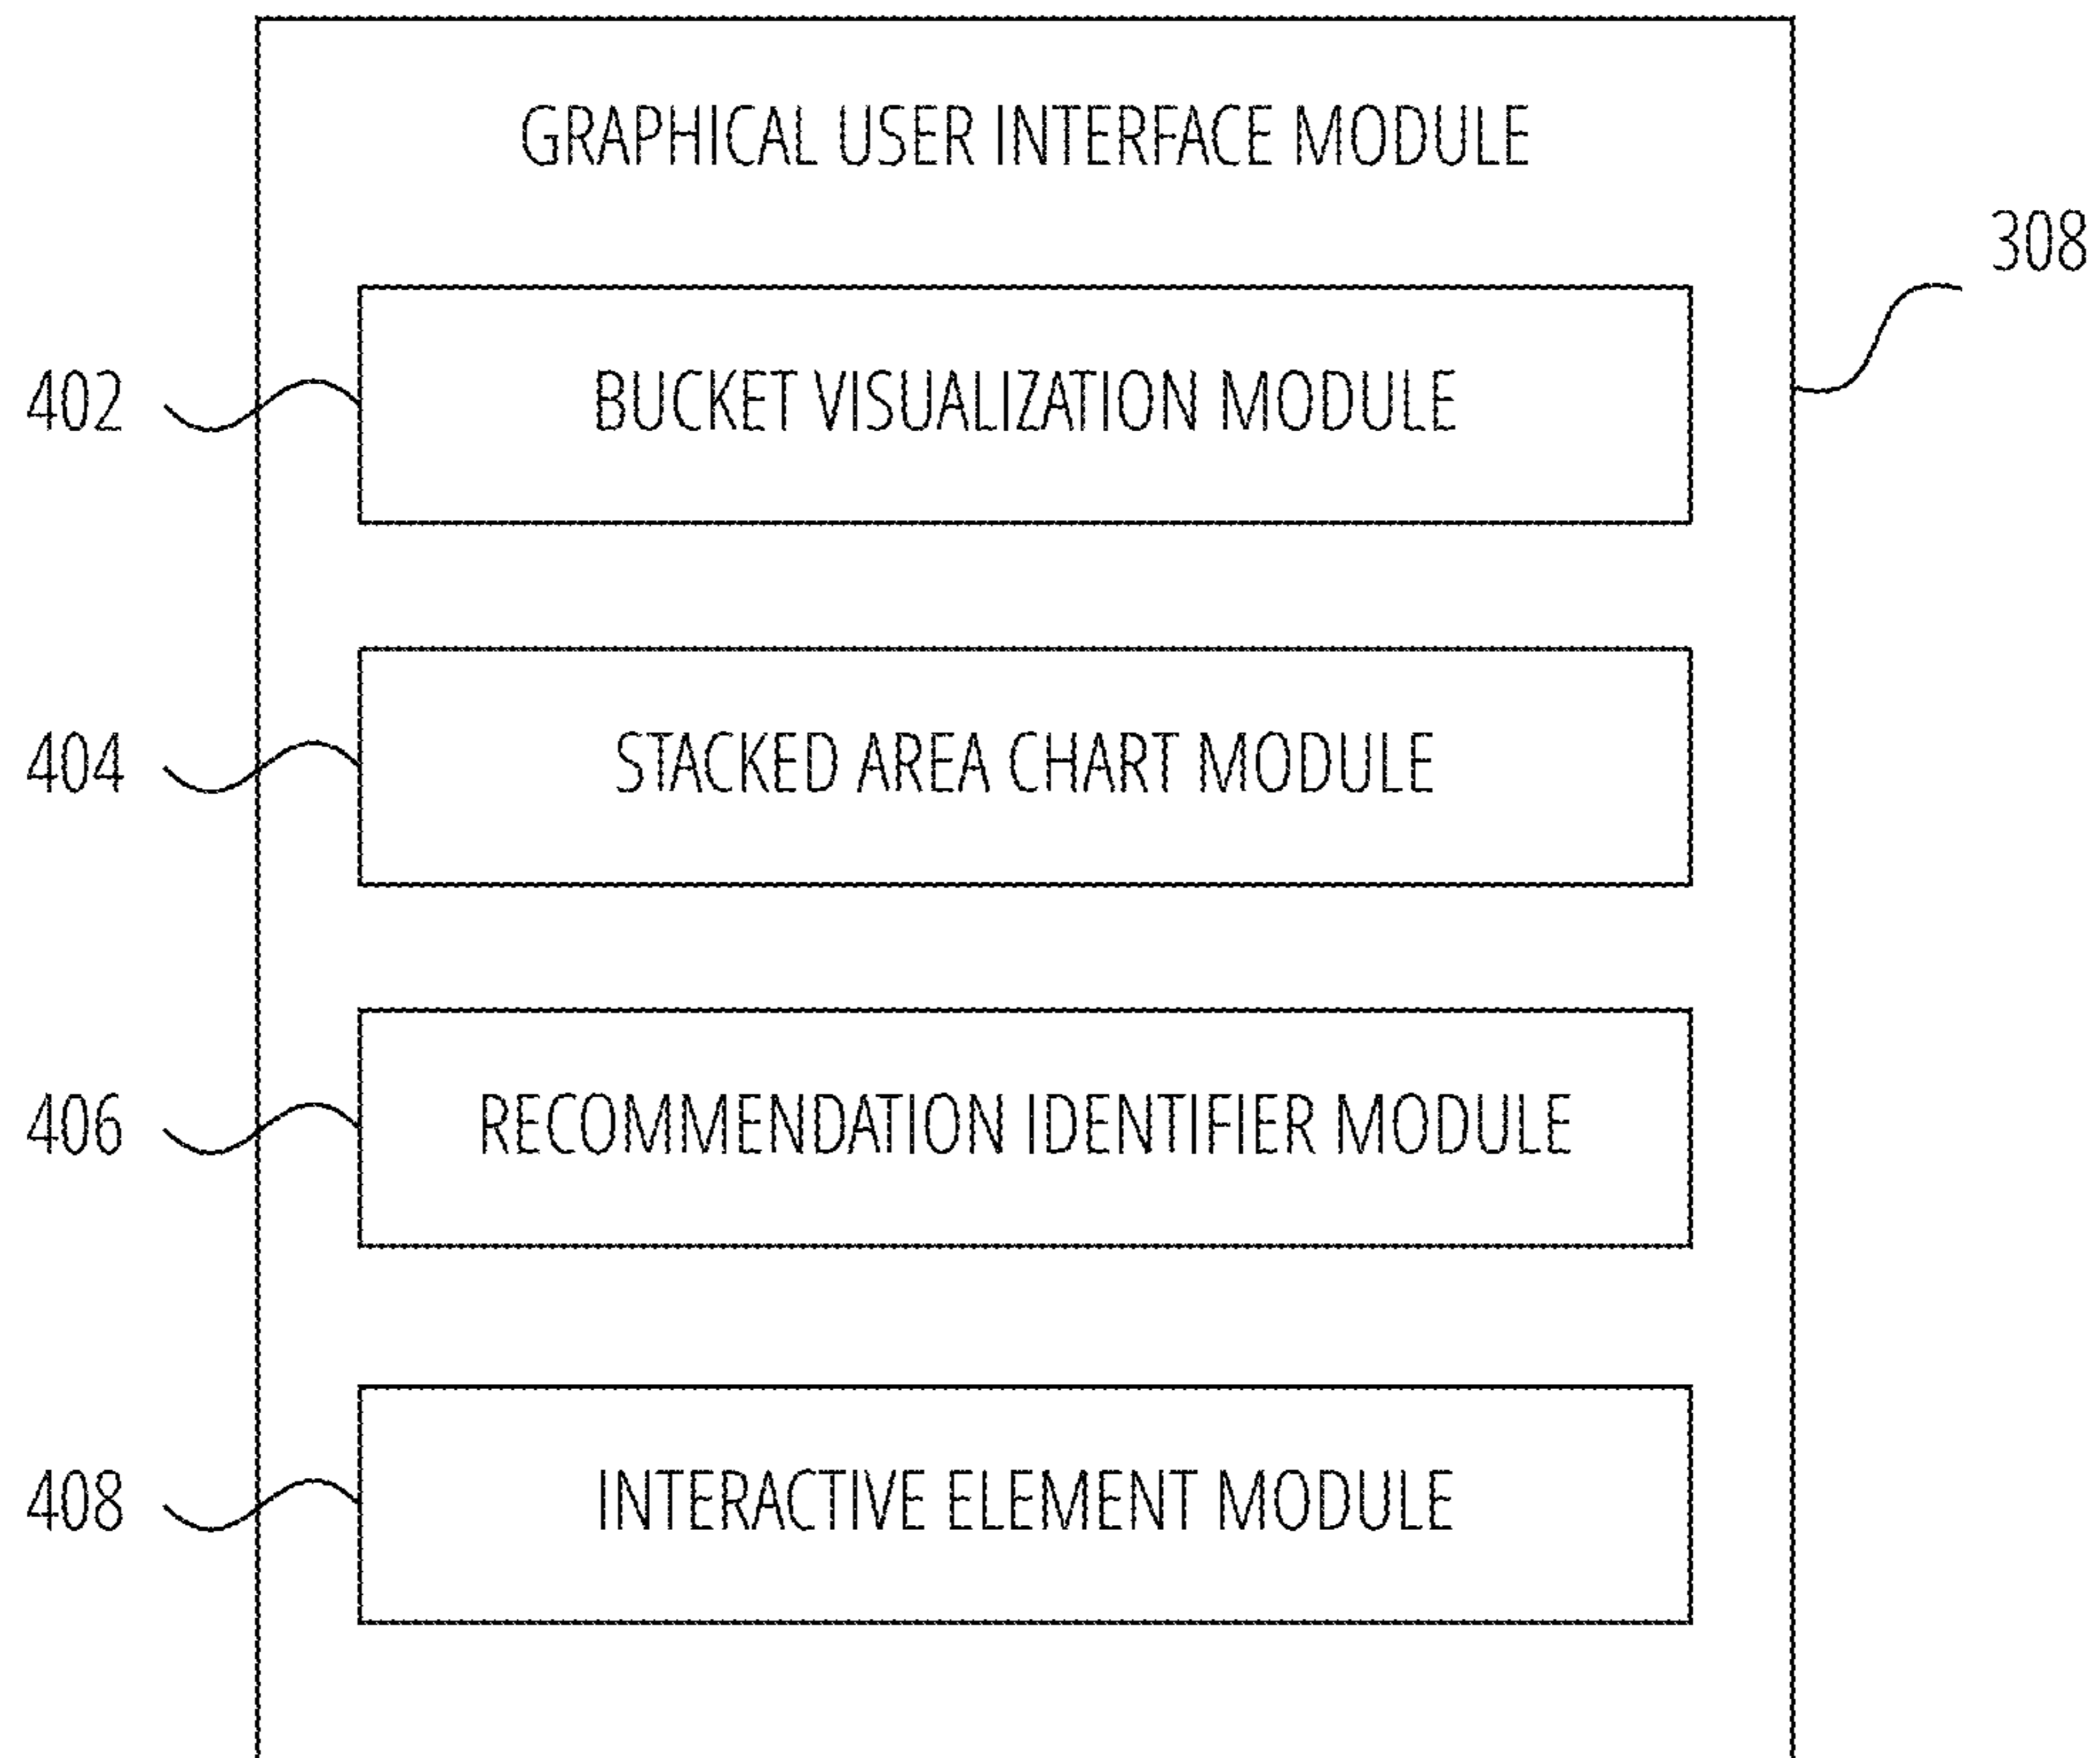 GRAPHICAL USER INTERFACE MODULE
308
402
BUCKET VISUALIZATION MODULE
404
STACKED AREA CHART MODULE
406
RECOMMENDATION IDENTIFIER MODULE
408
INTERACTIVE ELEMENT MODULE